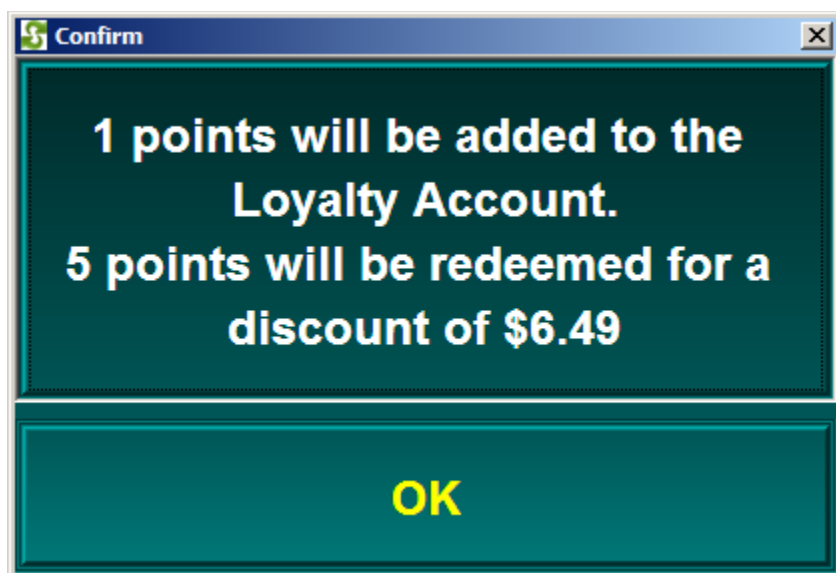 Confirm
1 points will be added to the
Loyalty Account.
5 points will be redeemed for a
discount of $6.49
OK